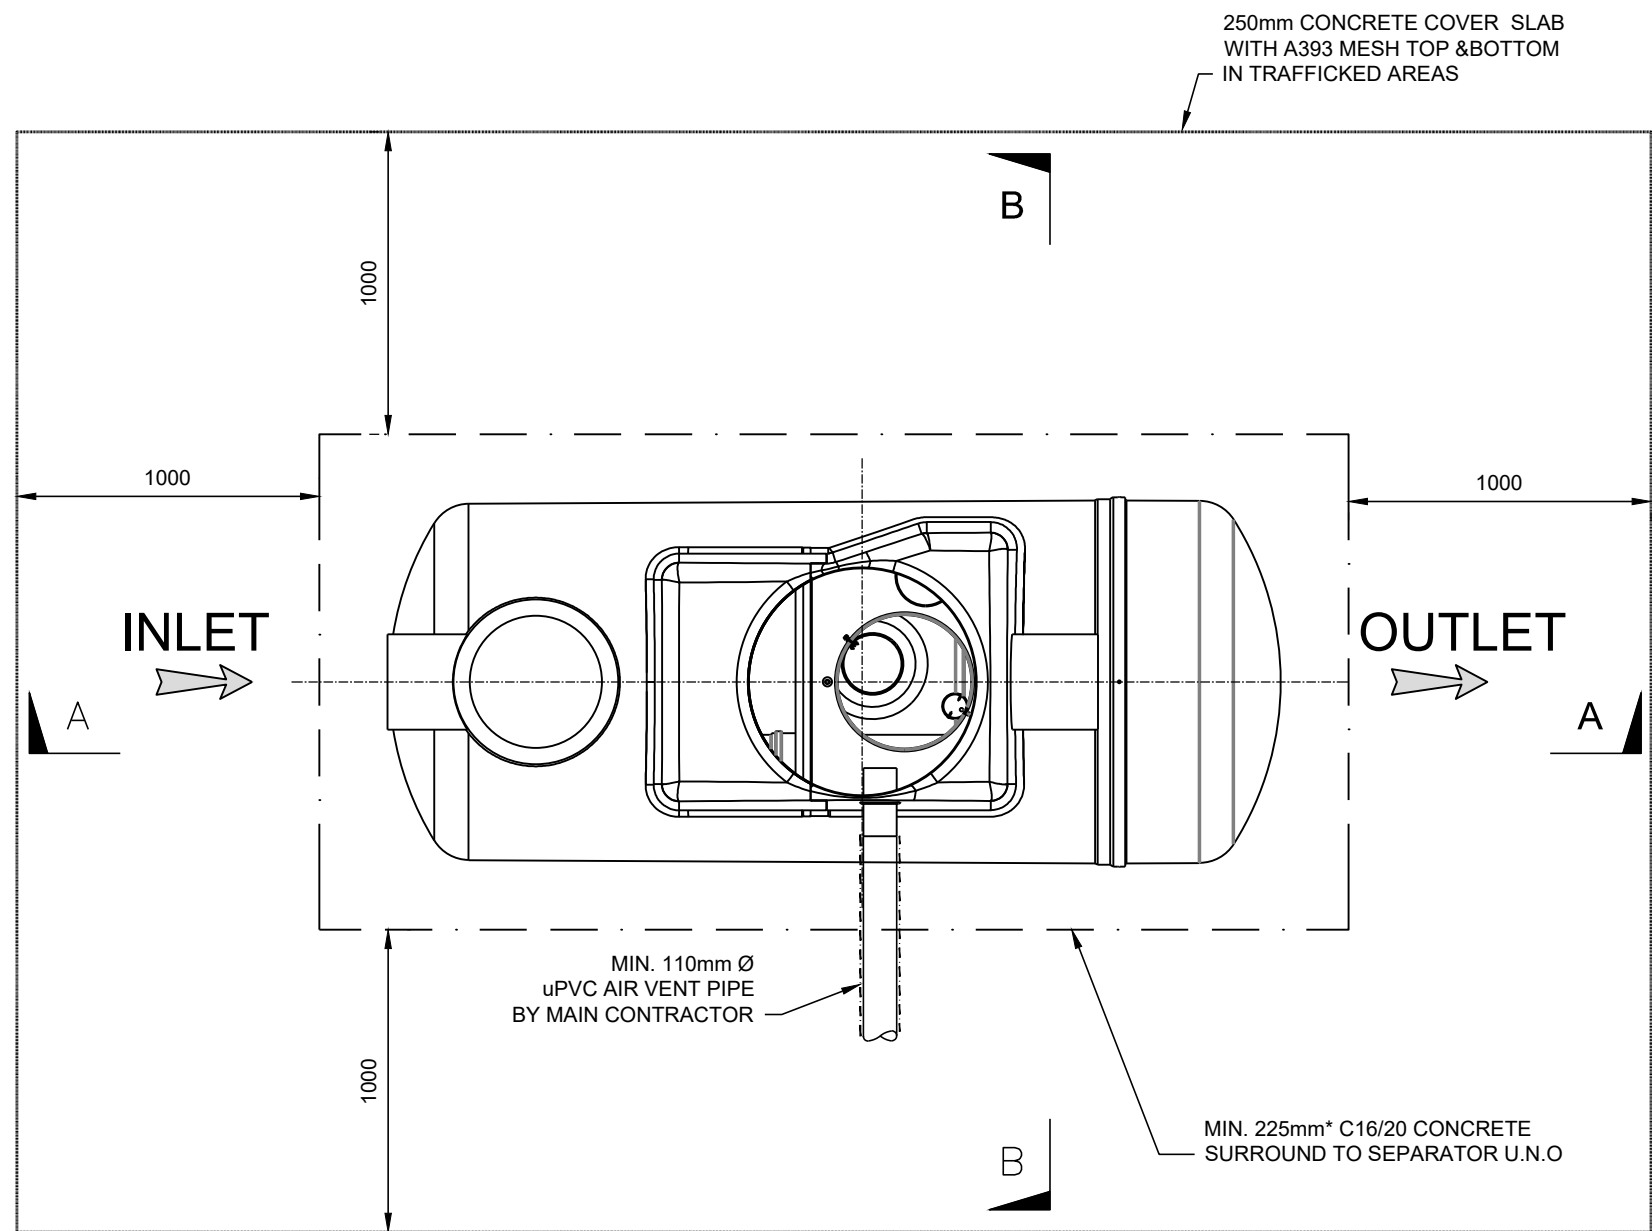 250mm CONCRETE COVER SLAB
WITH A393 MESH TOP &BOTTOM
IN TRAFFICKED AREAS
B
1000
1000
1000
INLET
OUTLET
A
A
MIN. 110mm Ø
uPVC AIR VENT PIPE
BY MAIN CONTRACTOR
1000
MIN. 225mm* C16/20 CONCRETE
SURROUND TO SEPARATOR U.N.O
B